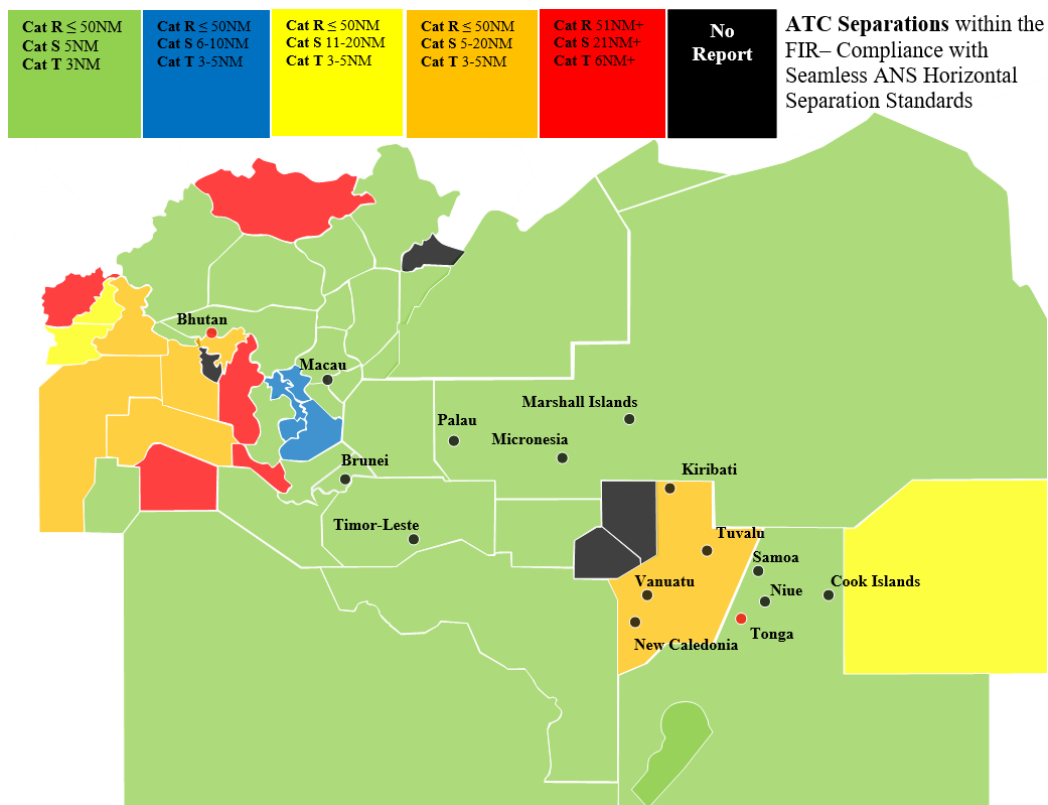 Cat R ≤ 50NM
Cat S 5NM
Cat T 3NM
Cat R ≤ 50NM
Cat S 6-10NM
Cat T 3-5NM
Cat R ≤ 50NM
Cat S 11-20NM
Cat T 3-5NM
Cat R ≤ 50NM
Cat S 5-20NM
Cat T 3-5NM
Cat R 51NM+
Cat S 21NM+
Cat T 6NM+
No
Report
ATC Separations within the
FIR– Compliance with
Seamless ANS Horizontal
Separation Standards
Bhutan
Macau
Marshall Islands
Palau
Micronesia
Brunei
Kiribati
Timor-Leste
Tuvalu
Samoa
Vanuatu
Niue
Cook Islands
New Caledonia
Tonga